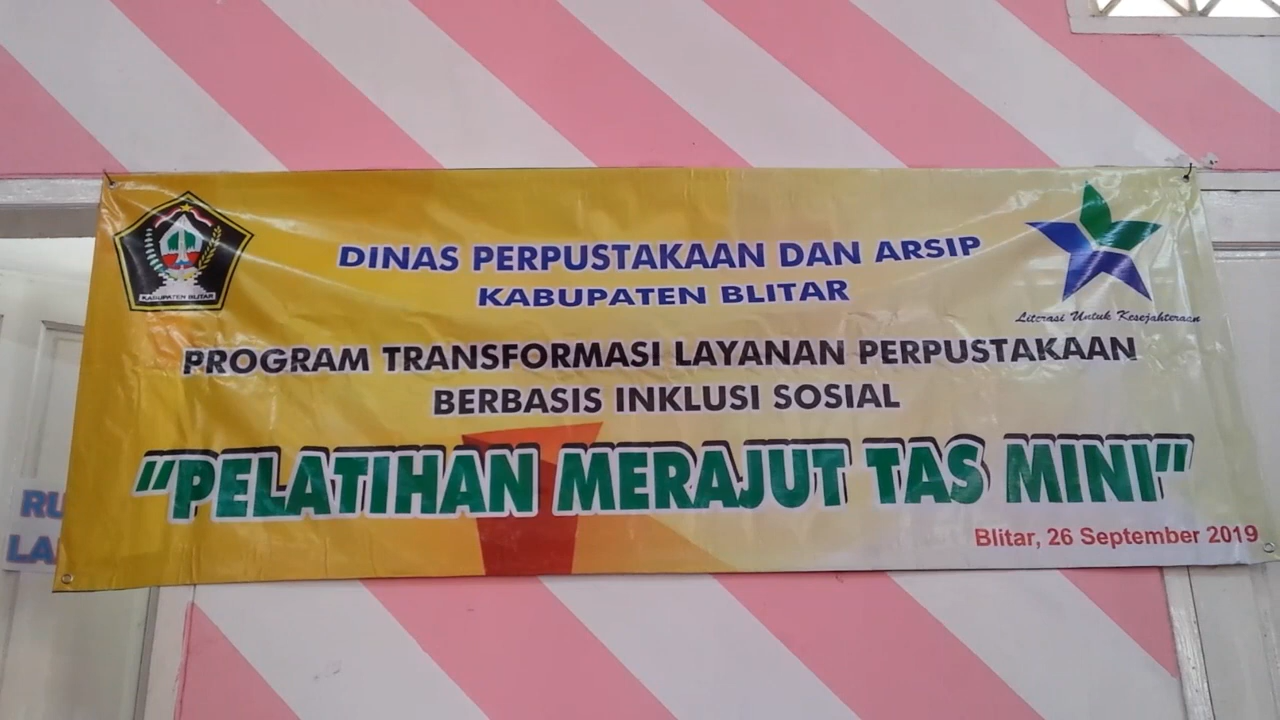 DINAS PERPUSTAKAAN DAN ARSIP
KABUPATEN BLITAR
KABUPATEN BLITAR
Literasi Untuk Kesejahteraan
PROGRAM TRANSFORMASI LAYANAN PERPUSTAKAAN
BERBASIS INKLUSI SOSIAL
"PELATIHAN MERAJUT TAS MINI"
Blitar, 26 September 2019